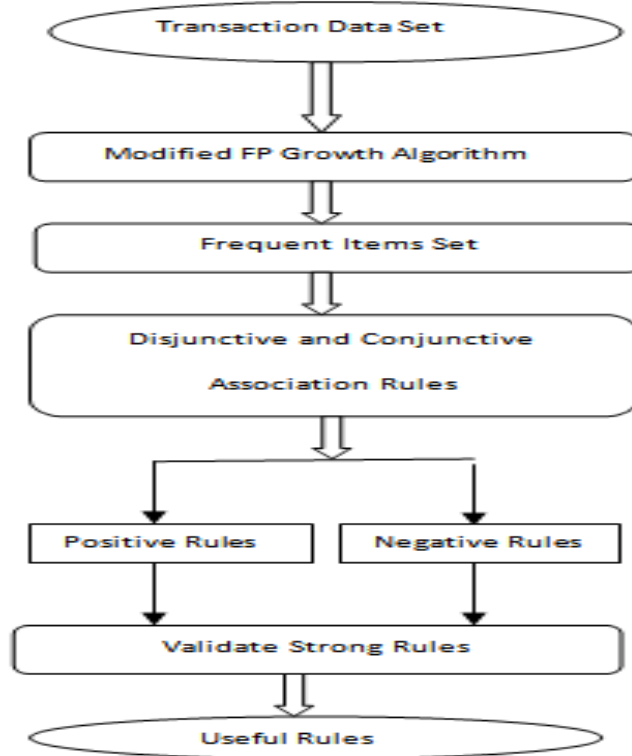 Transaction Data Set
Modified FP Growth Algorithm
Frequent Items Set
Disjunctive and Conjunctive
Association Rules
Positive Rules
Negative Rules
Validate Strong Rules
Useful Rules